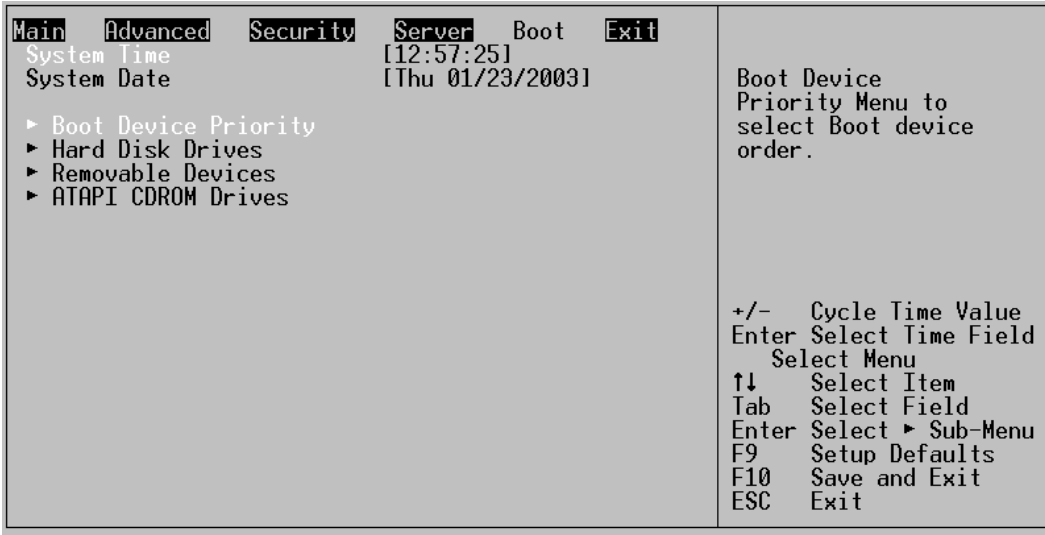 Main Advanced Security Server Boot Exit
System Time [12:57:25]
System Date [Thu 01/23/2003]
► Boot Device Priority
► Hard Disk Drives
► Removable Devices
► ATAPI CDROM Drives
Boot Device
Priority Menu to
select Boot device
order.
+/- Cycle Time Value
Enter Select Time Field
Select Menu
↑↓ Select Item
Tab Select Field
Enter Select ► Sub-Menu
F9 Setup Defaults
F10 Save and Exit
ESC Exit